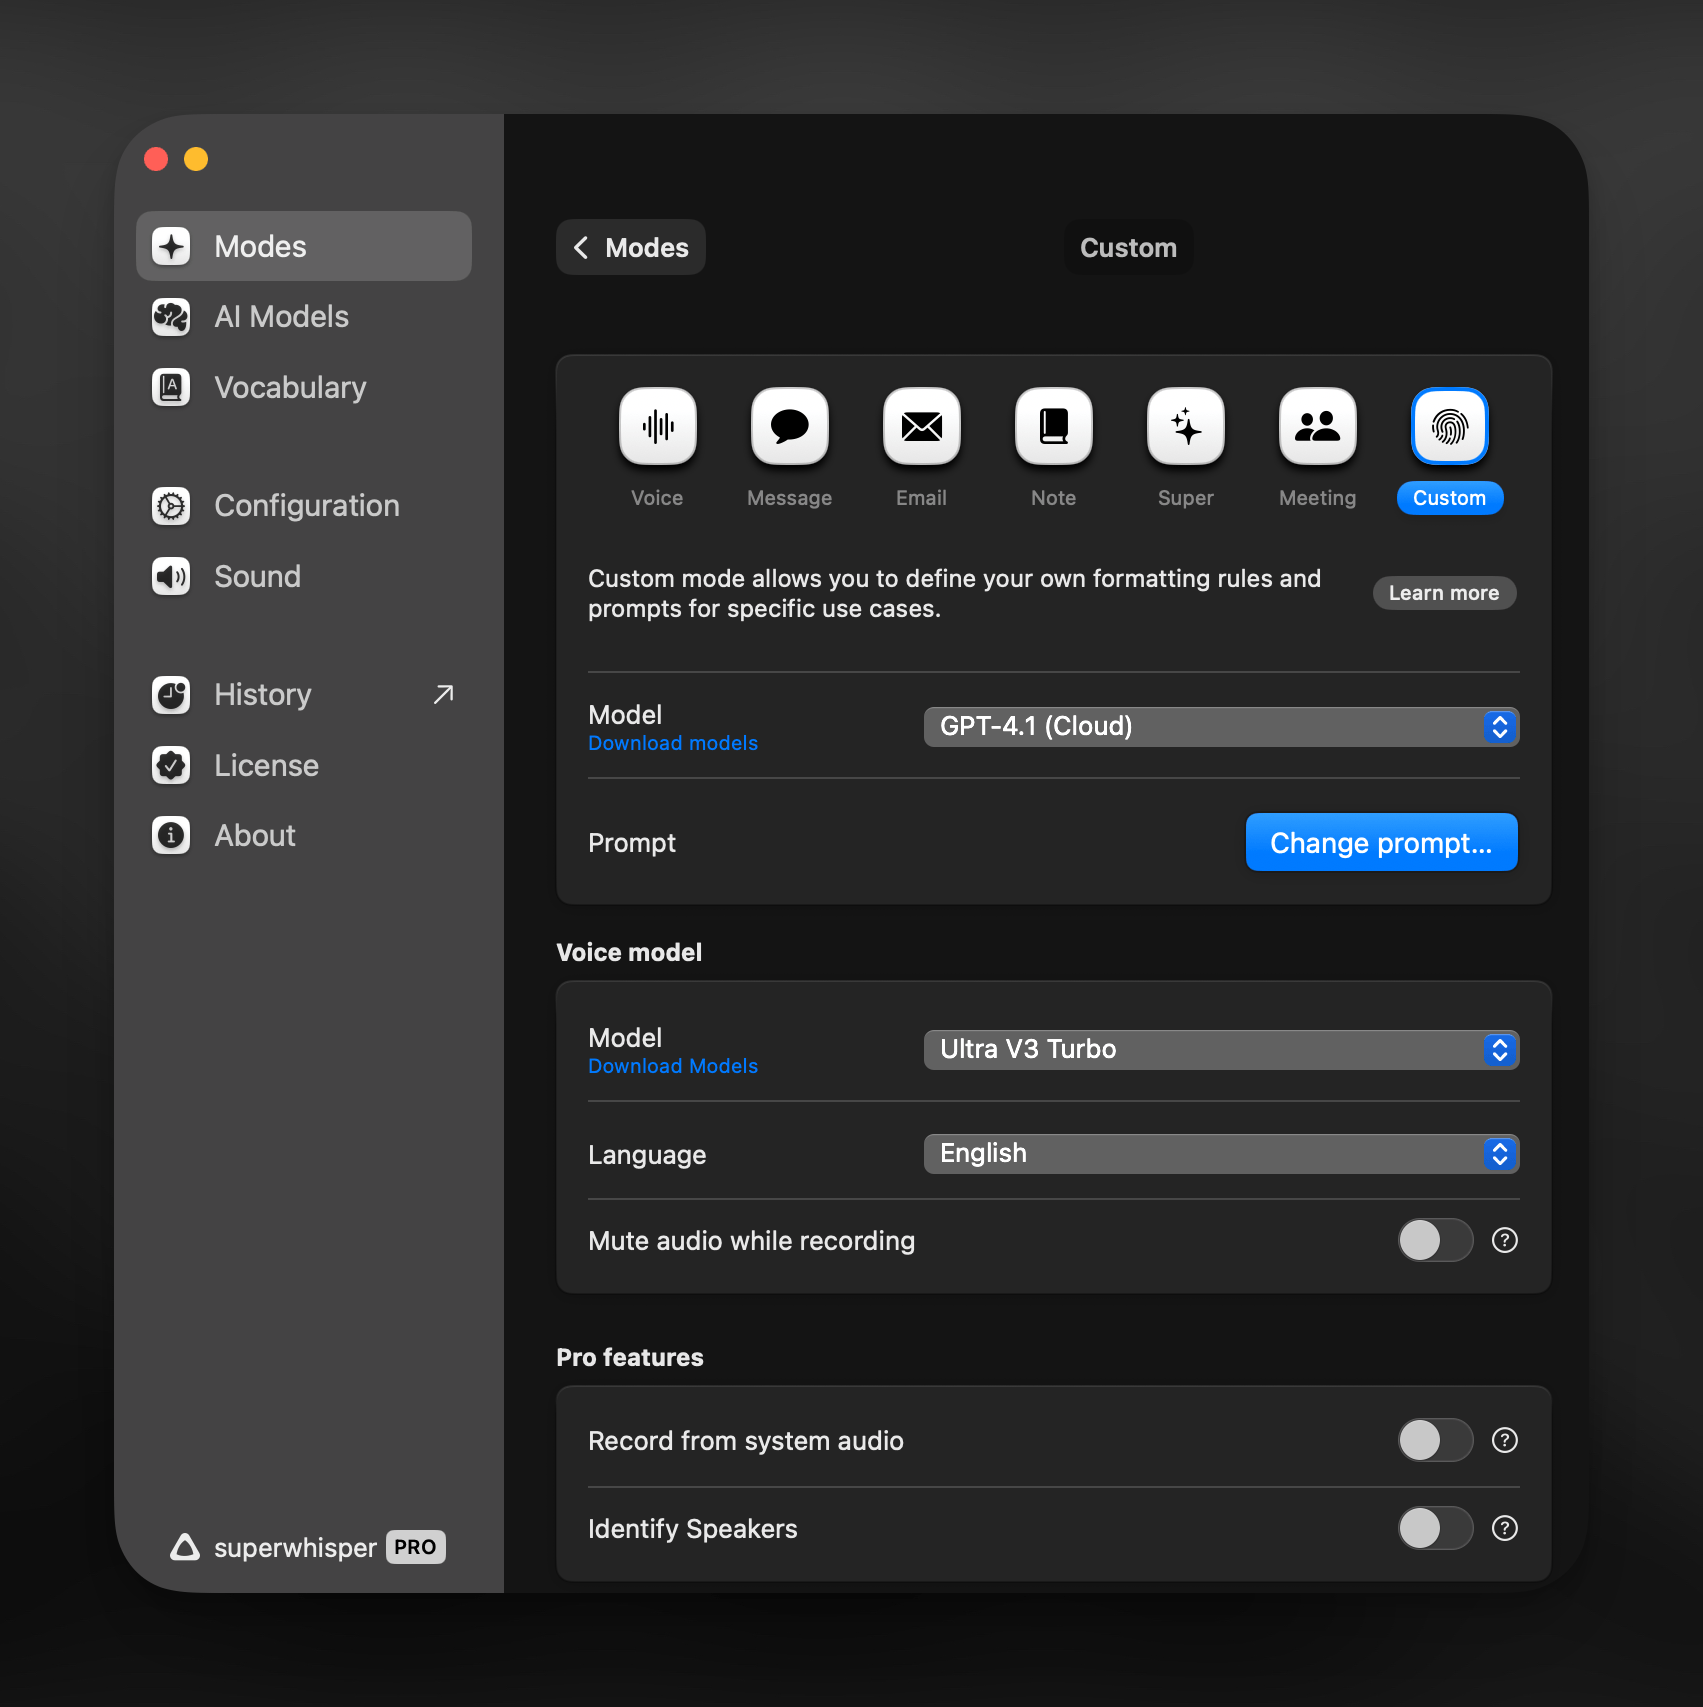 Modes
AI Models
Vocabulary
Configuration
Sound
History
License
About
superwhisper PRO
Modes
Custom
Voice
Message
Email
Note
Super
Meeting
Custom
Custom mode allows you to define your own formatting rules and
prompts for specific use cases.
Learn more
Model
Download models
GPT-4.1 (Cloud)
Prompt
Change prompt...
Voice model
Model
Download Models
Ultra V3 Turbo
Language
English
Mute audio while recording
?
Pro features
Record from system audio
?
Identify Speakers
?